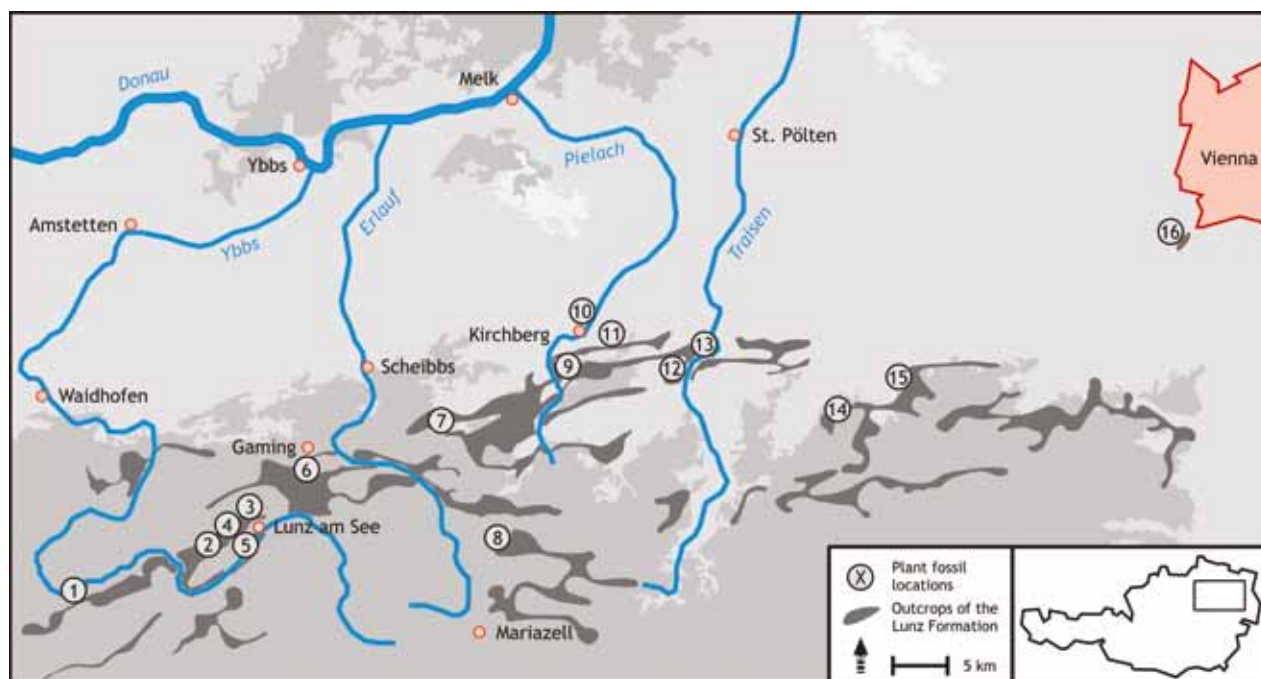 Donau
Melk
Ybbs
Pielach
St. Pölten
Vienna
Amstetten
Ybbs
Erlauf
Traisen
16
10
Kirchberg
11
13
9
12
Scheibbs
15
Waidhofen
14
7
Gaming
6
3
4
Lunz am See
2
5
8
1
Mariazell
X
Plant fossil
locations
Outcrops of the
Lunz Formation
5 km